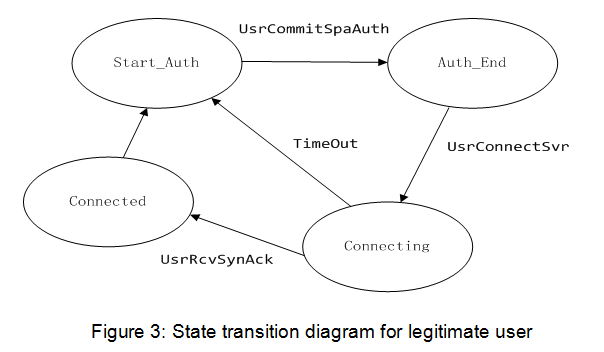 UsrCommitSpaAuth
Start_Auth
Auth_End
TimeOut
UsrConnectSvr
Connected
Connecting
UsrRcvSynAck
Figure 3: State transition diagram for legitimate user